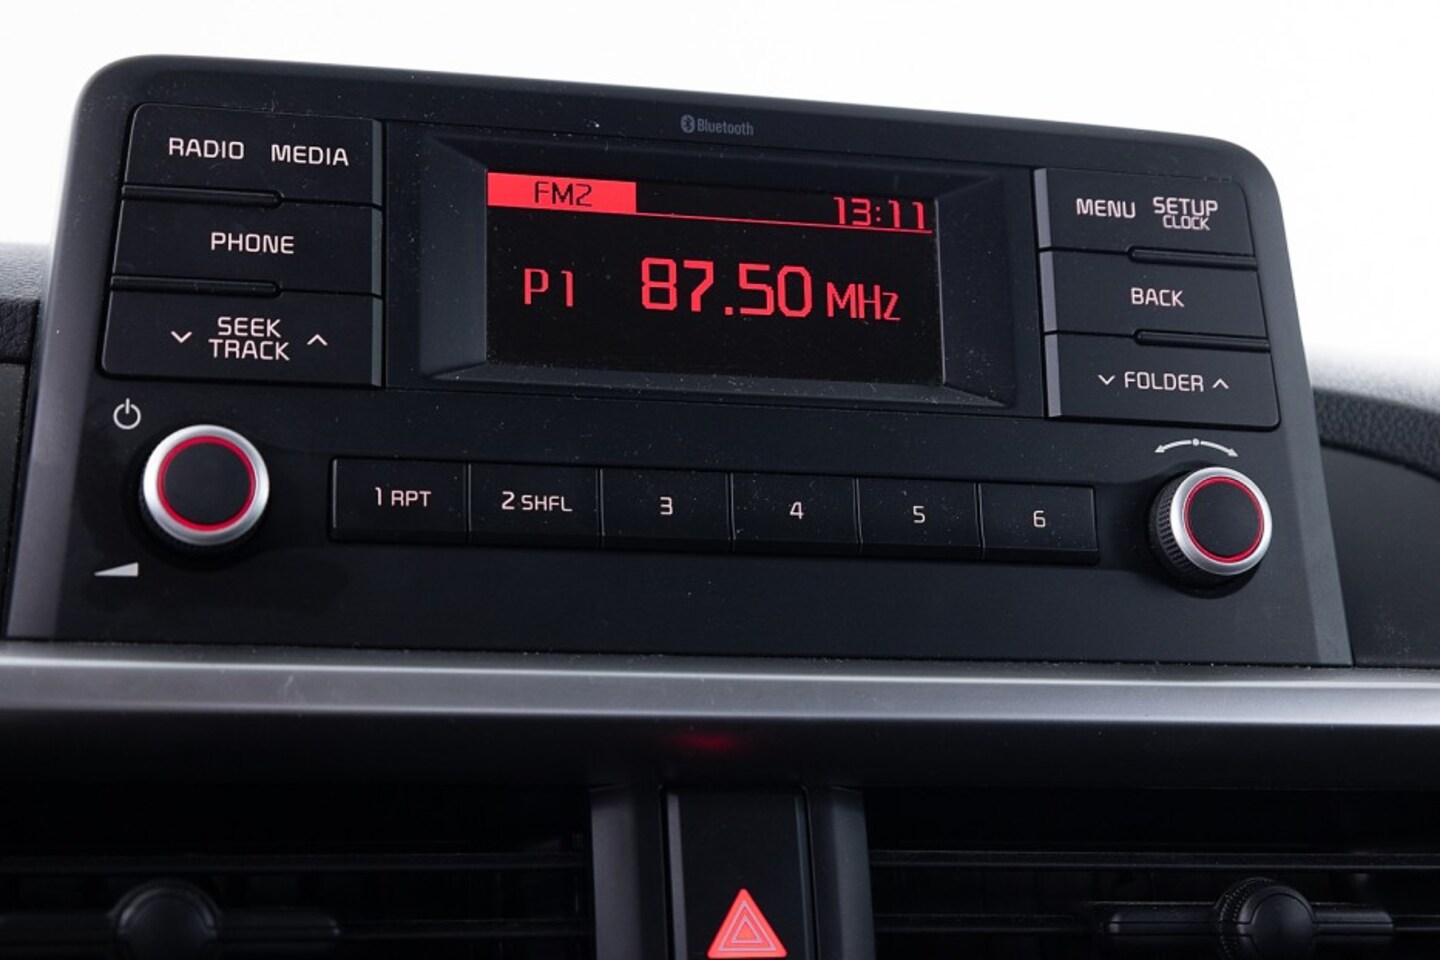 Bluetooth
RADIO MEDIA
PHONE
SEEK
TRACK
FM2 13:11
P1 87.50 MHz
MENU SETUP
CLOCK
BACK
FOLDER
1 RPT 2 SHFL 3 4 5 6